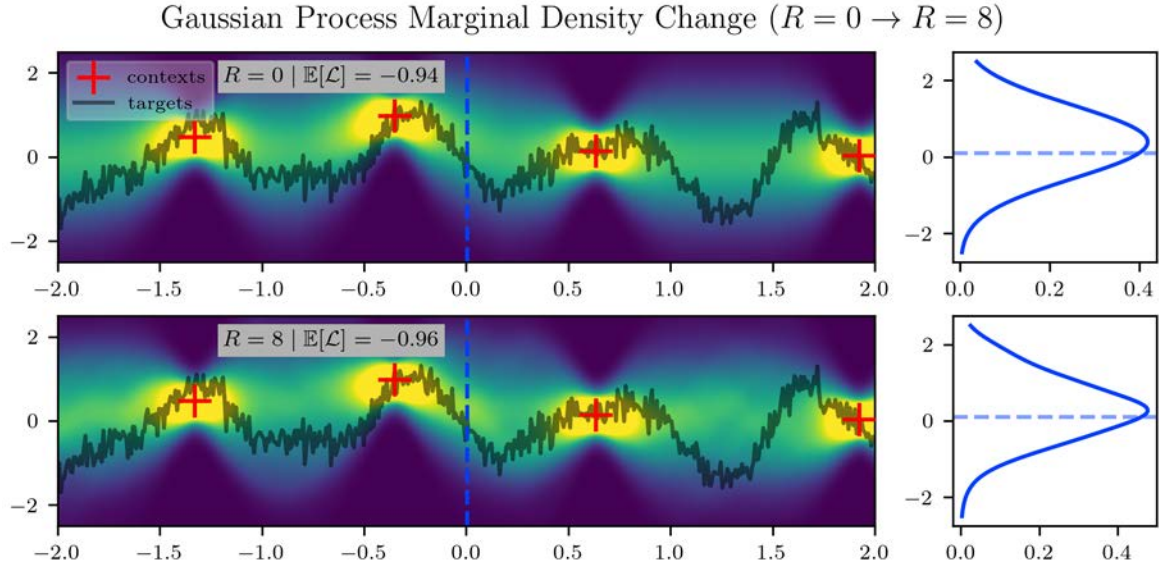 Gaussian Process Marginal Density Change (R = 0 → R = 8)
contexts
targets
R = 0 | 𝔼[ℒ] = −0.94
2
0
−2
−2.0 −1.5 −1.0 −0.5 0.0 0.5 1.0 1.5 2.0
2
0
−2
0.0 0.2 0.4
R = 8 | 𝔼[ℒ] = −0.96
2
0
−2
−2.0 −1.5 −1.0 −0.5 0.0 0.5 1.0 1.5 2.0
2
0
−2
0.0 0.2 0.4